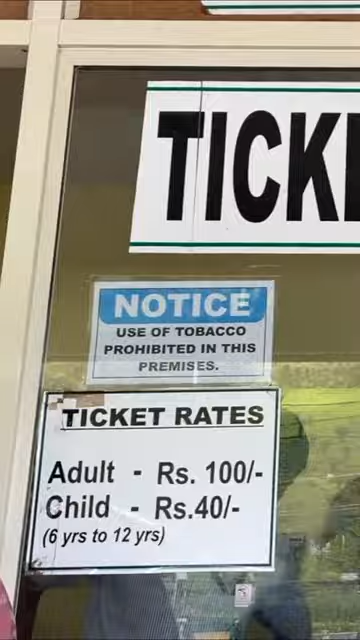 TICK
NOTICE
USE OF TOBACCO
PROHIBITED IN THIS
PREMISES.
TICKET RATES
Adult - Rs. 100/-
Child - Rs.40/-
(6 yrs to 12 yrs)